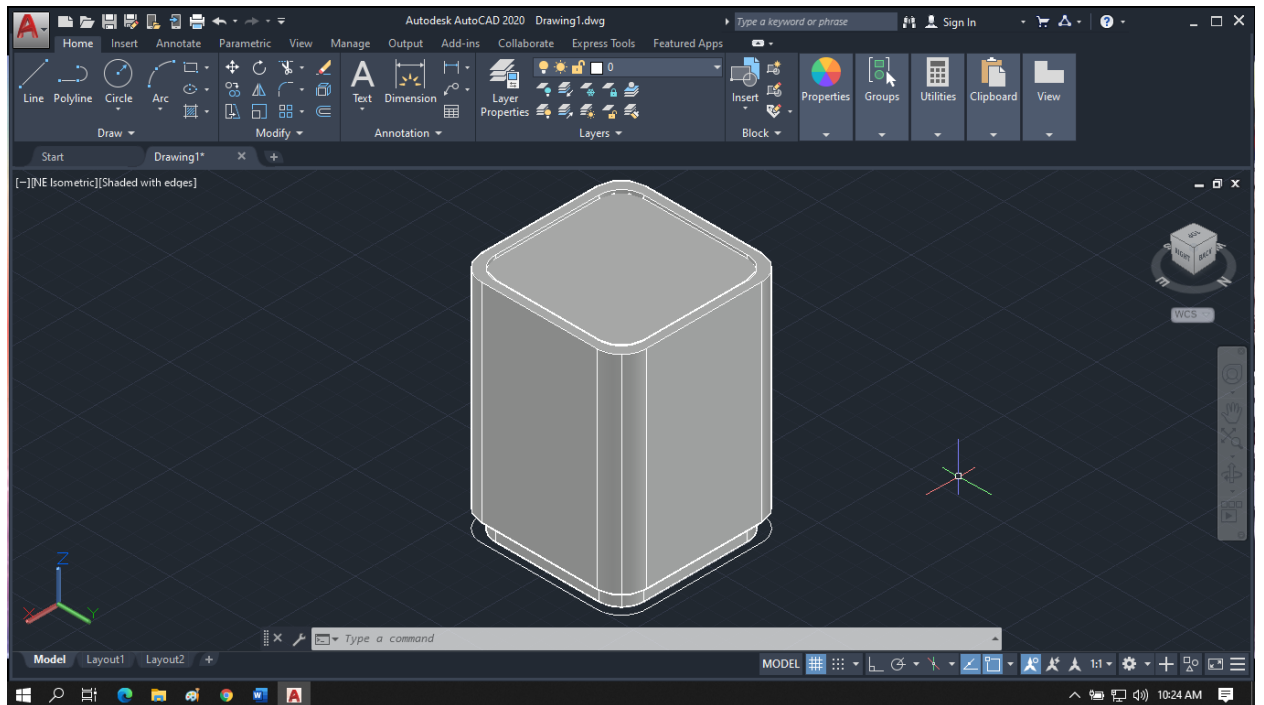 Autodesk AutoCAD 2020 Drawing1.dwg
Type a keyword or phrase
Sign In
Home Insert Annotate Parametric View Manage Output Add-ins Collaborate Express Tools Featured Apps
0
Line Polyline Circle Arc Text Dimension Layer Properties Insert Properties Groups Utilities Clipboard View
Draw Modify Annotation Layers Block
Start Drawing1* +
[−][NE Isometric][Shaded with edges]
TOP
RIGHT BACK
E N
WCS
Z
X Y
Type a command
Model Layout1 Layout2 +
MODEL 1:1
10:24 AM